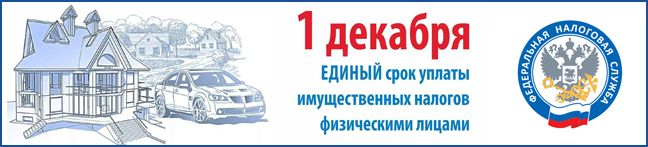 1 декабря
ЕДИНЫЙ срок уплаты
имущественных налогов
физическими лицами
ФЕДЕРАЛЬНАЯ НАЛОГОВАЯ СЛУЖБА